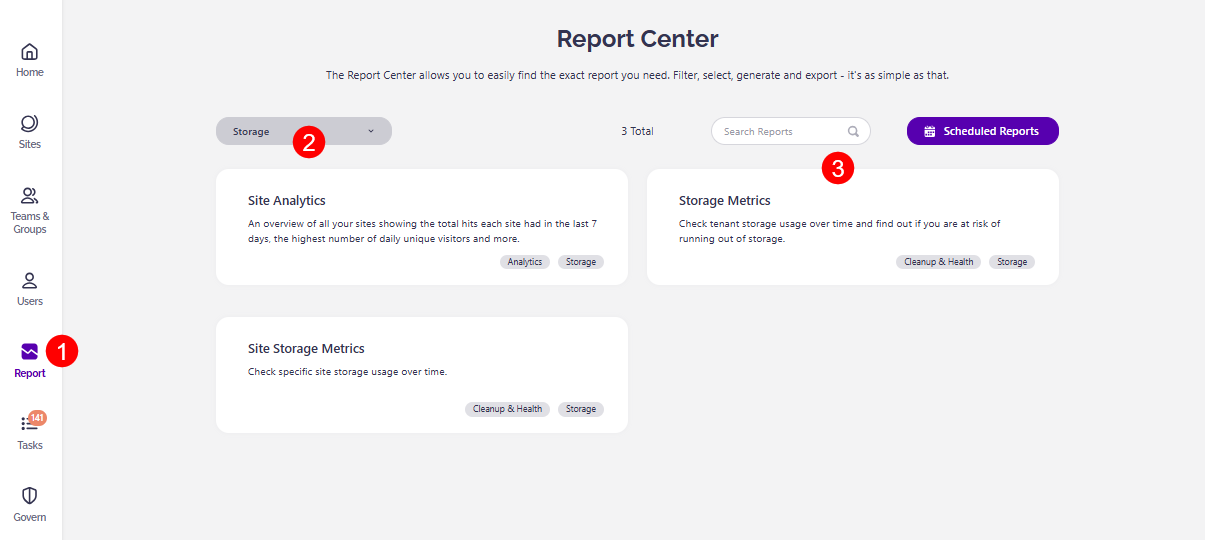 Home
Sites
Teams &
Groups
Users
Report
1
141
Tasks
Govern
Report Center
The Report Center allows you to easily find the exact report you need. Filter, select, generate and export - it's as simple as that.
Storage
2
3 Total
Search Reports
3
Scheduled Reports
Site Analytics
An overview of all your sites showing the total hits each site had in the last 7
days, the highest number of daily unique visitors and more.
Analytics
Storage
Storage Metrics
Check tenant storage usage over time and find out if you are at risk of
running out of storage.
Cleanup & Health
Storage
Site Storage Metrics
Check specific site storage usage over time.
Cleanup & Health
Storage